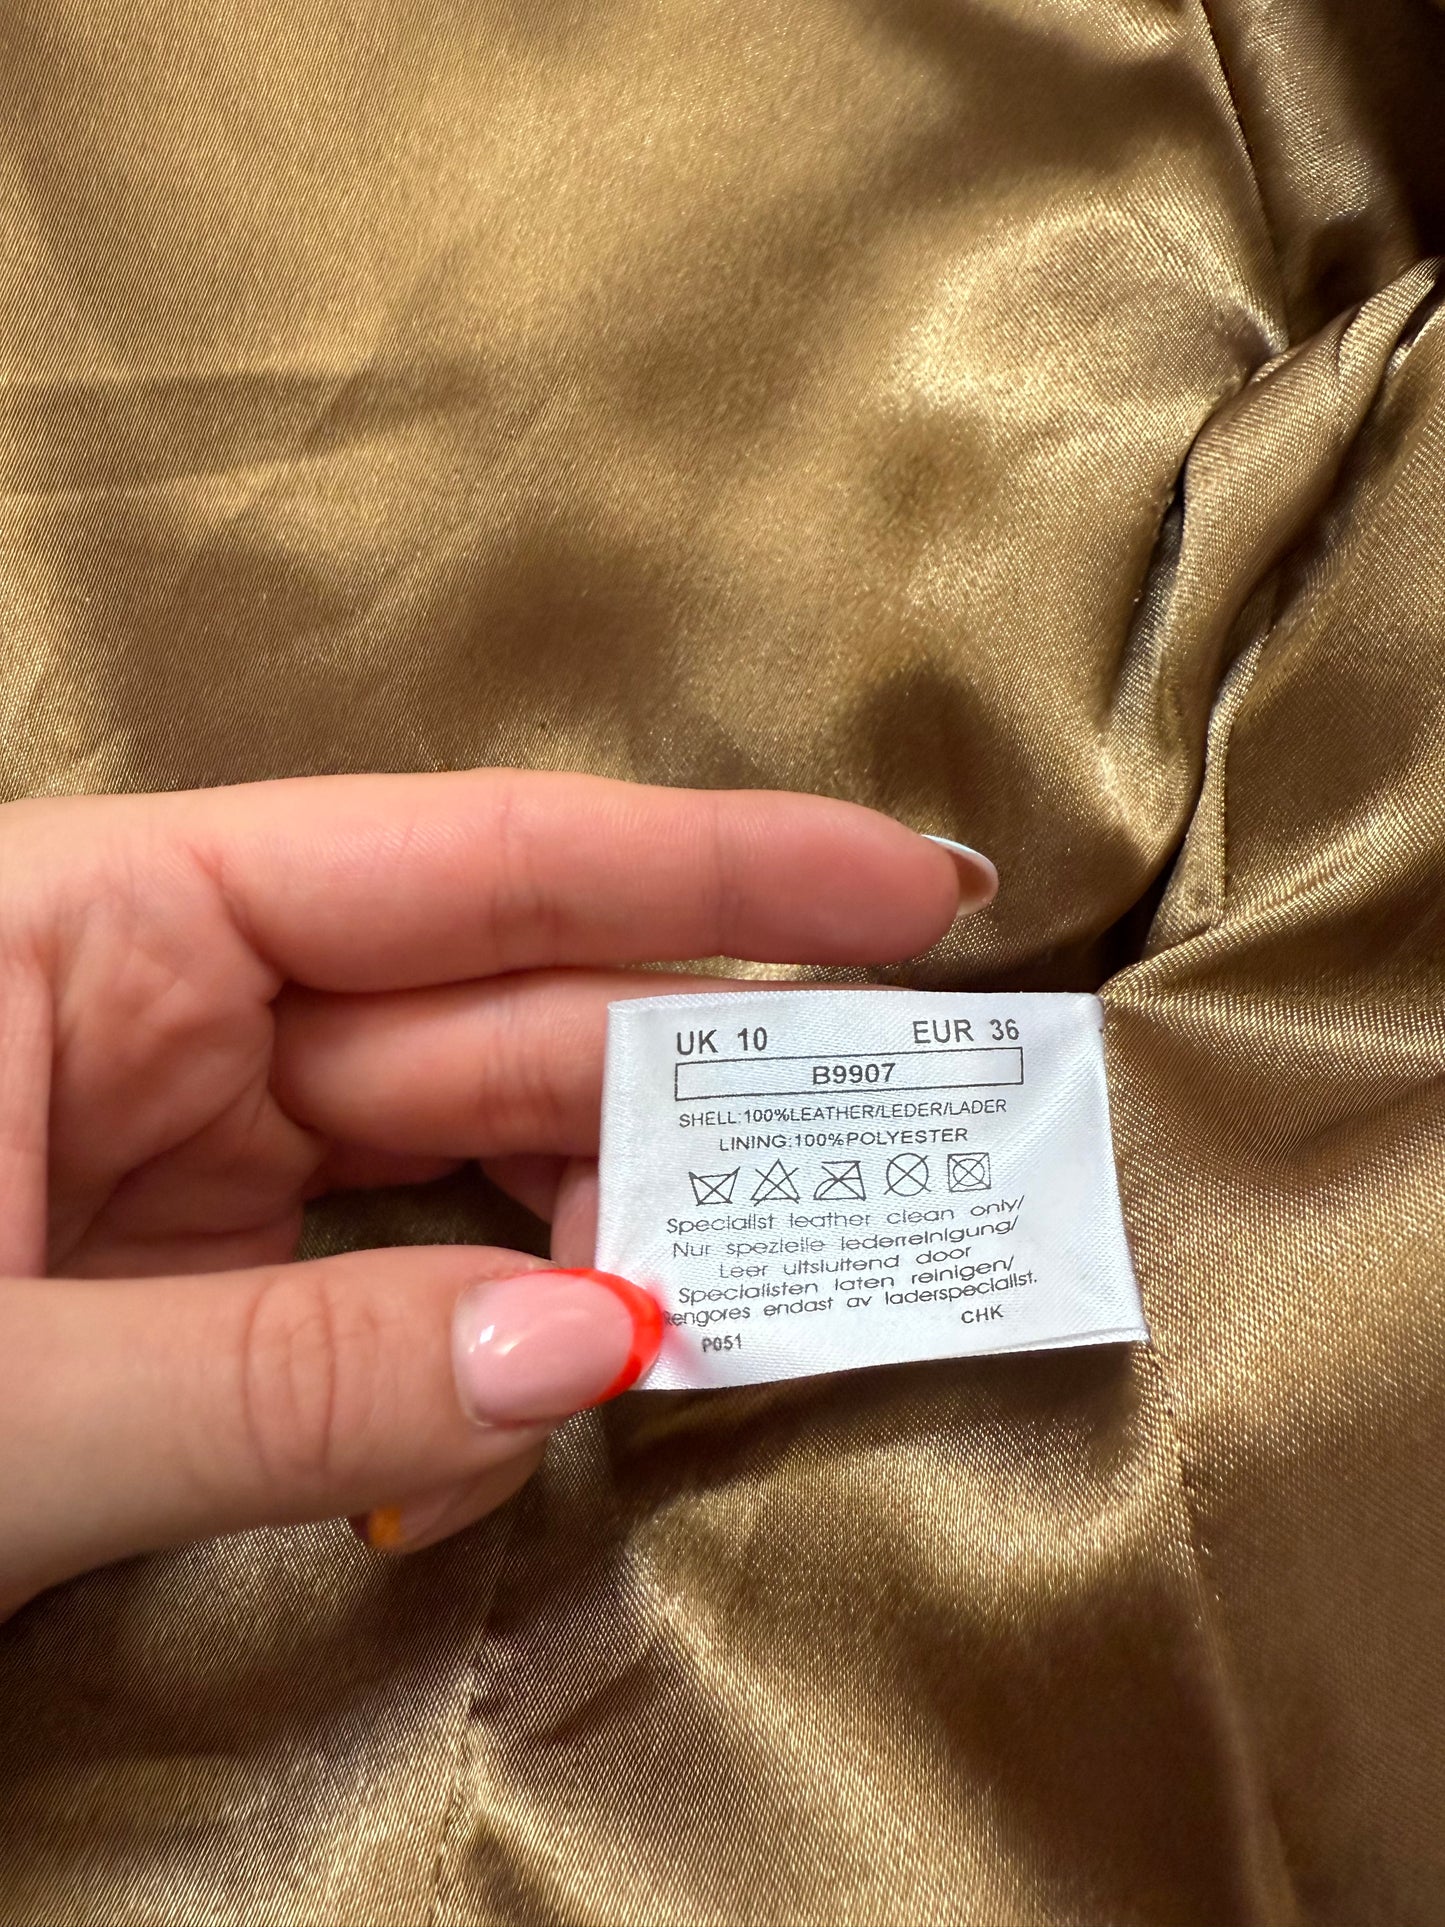 UK 10 EUR 36
B9907
SHELL:100%LEATHER/LEDER/LADER
LINING:100%POLYESTER
Specialist leather clean only/
Nur spezielle lederreinigung/
Leer uitsluitend door
Specialisten laten reinigen/
Rengores endast av laderspecialist.
P051 CHK